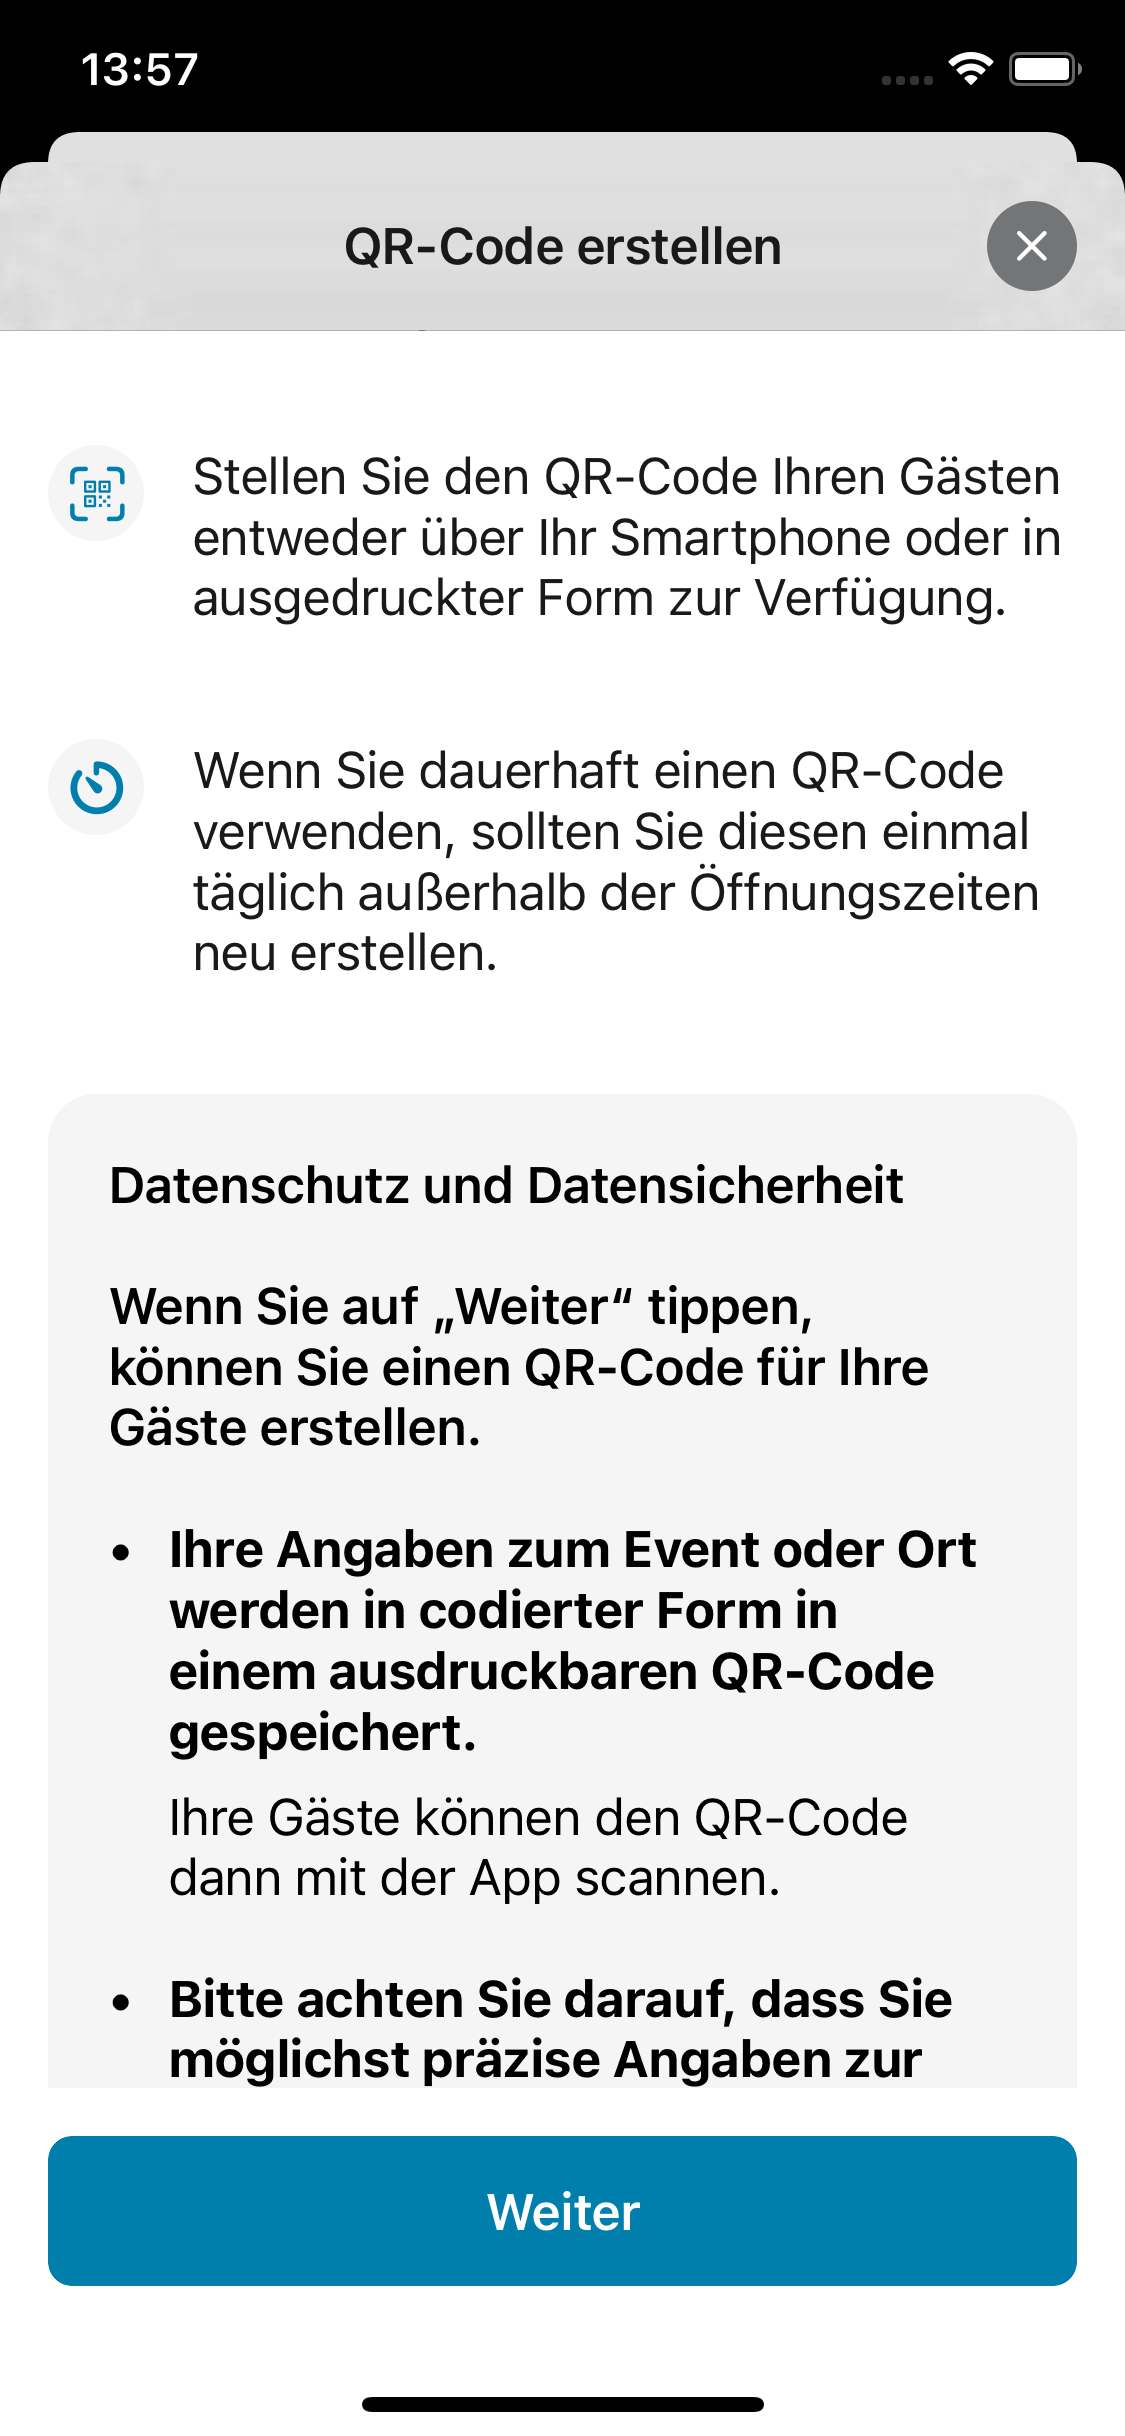 13:57
QR-Code erstellen
Stellen Sie den QR-Code Ihren Gästen
entweder über Ihr Smartphone oder in
ausgedruckter Form zur Verfügung.
Wenn Sie dauerhaft einen QR-Code
verwenden, sollten Sie diesen einmal
täglich außerhalb der Öffnungszeiten
neu erstellen.
Datenschutz und Datensicherheit
Wenn Sie auf „Weiter“ tippen,
können Sie einen QR-Code für Ihre
Gäste erstellen.
• Ihre Angaben zum Event oder Ort
werden in codierter Form in
einem ausdruckbaren QR-Code
gespeichert.
Ihre Gäste können den QR-Code
dann mit der App scannen.
• Bitte achten Sie darauf, dass Sie
möglichst präzise Angaben zur
Weiter